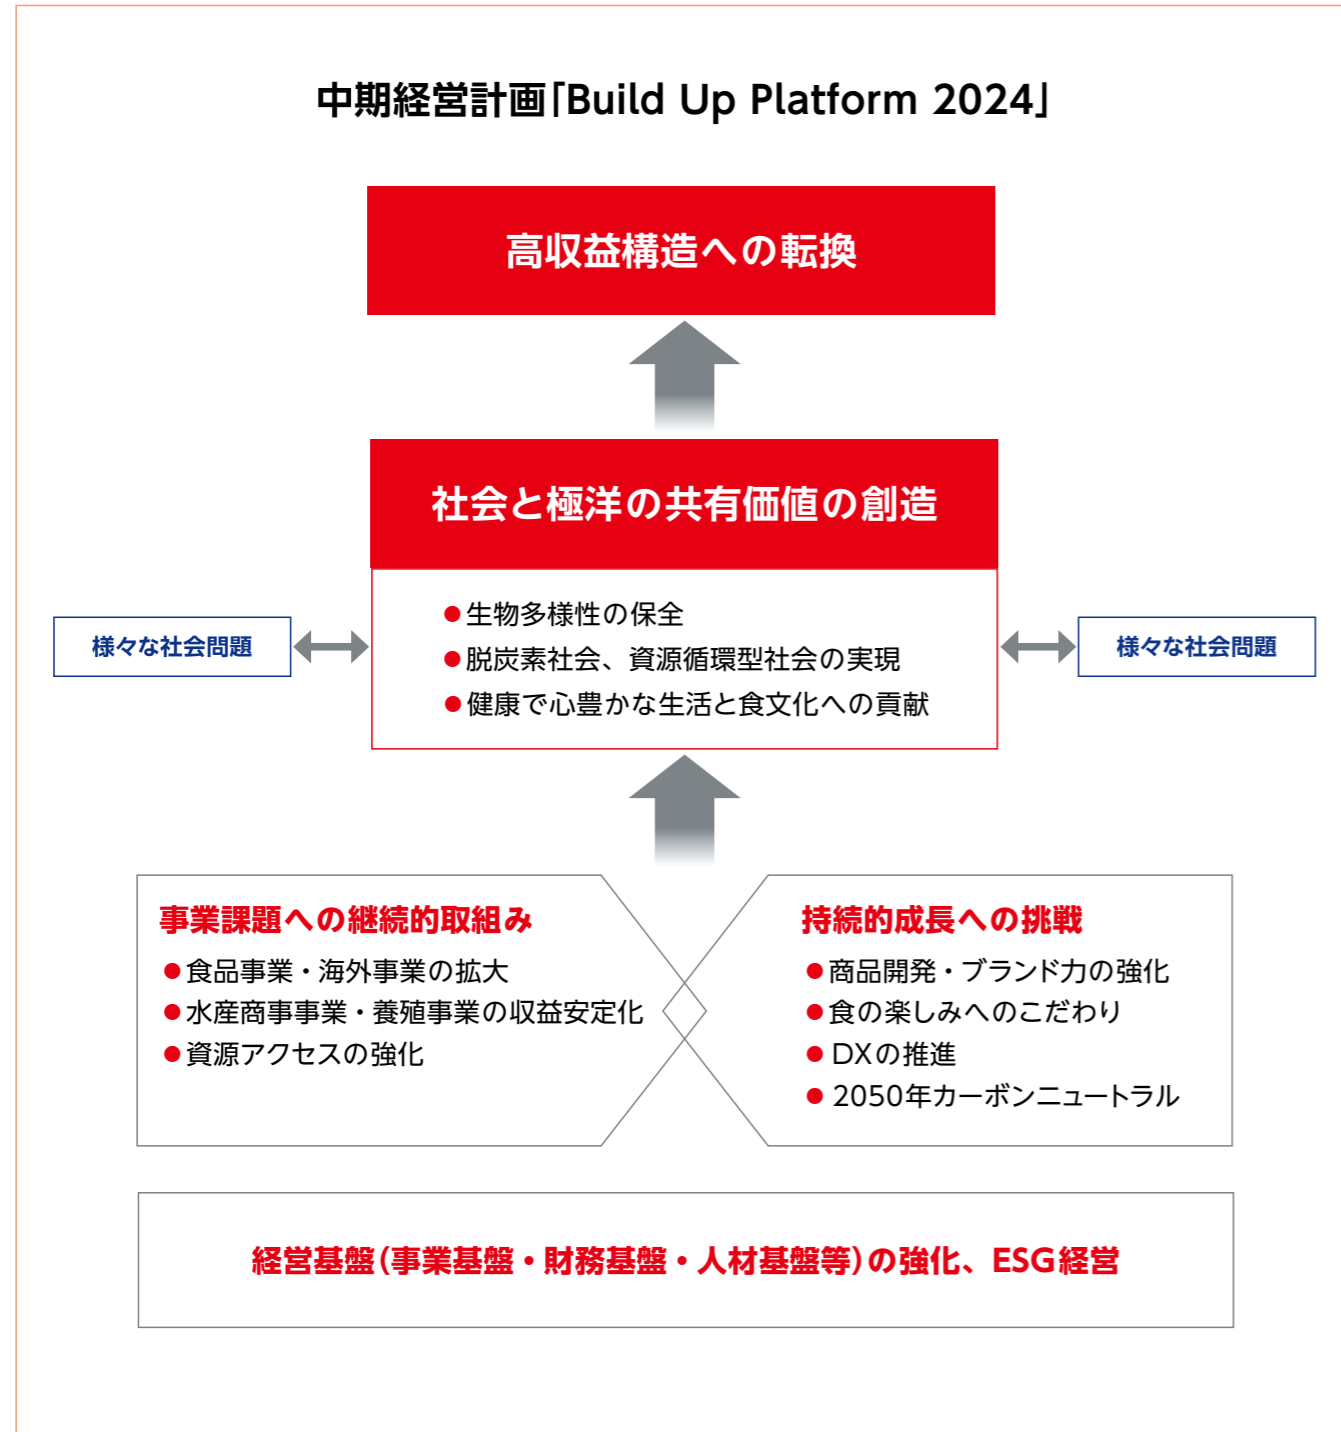 中期経営計画「Build Up Platform 2024」
高収益構造への転換
社会と極洋の共有価値の創造
●生物多様性の保全
●脱炭素社会、資源循環型社会の実現
●健康で心豊かな生活と食文化への貢献
様々な社会問題
様々な社会問題
事業課題への継続的取組み
●食品事業・海外事業の拡大
●水産商事事業・養殖事業の収益安定化
●資源アクセスの強化
持続的成長への挑戦
●商品開発・ブランド力の強化
●食の楽しみへのこだわり
●DXの推進
●2050年カーボンニュートラル
経営基盤(事業基盤・財務基盤・人材基盤等)の強化、ESG経営